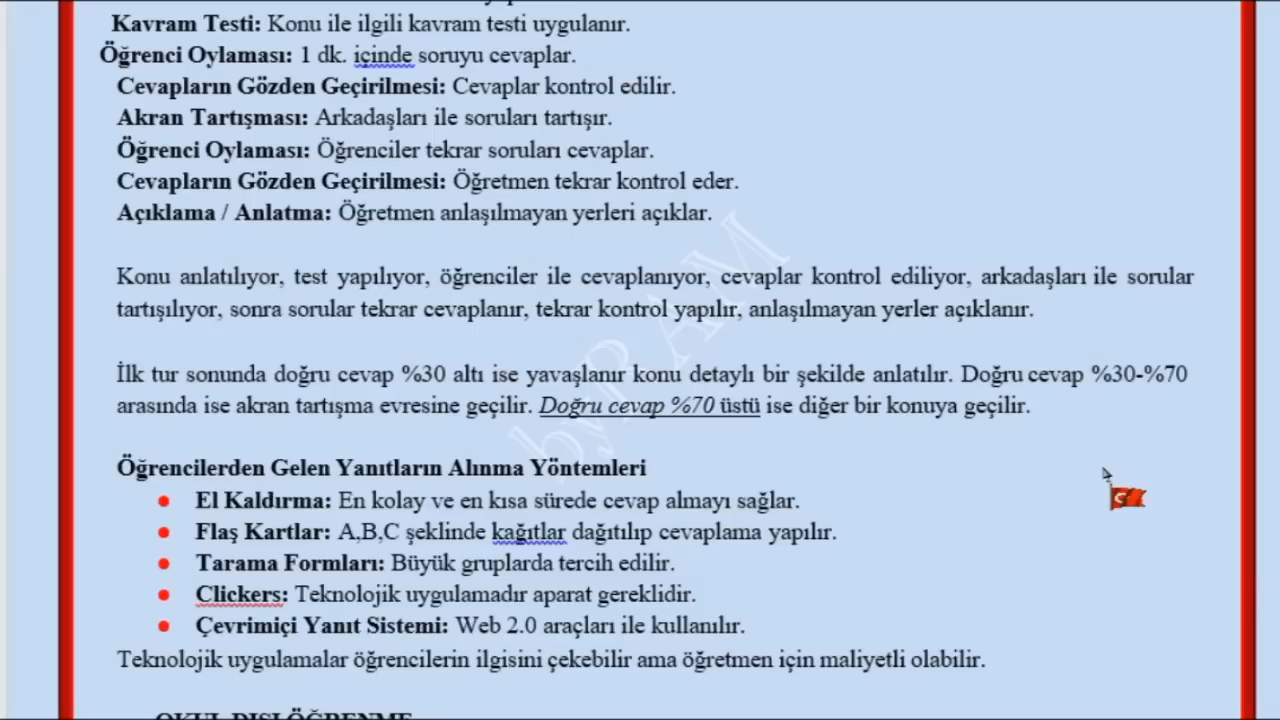 Kavram Testi: Konu ile ilgili kavram testi uygulanır.
Öğrenci Oylaması: 1 dk. içinde soruyu cevaplar.
Cevapların Gözden Geçirilmesi: Cevaplar kontrol edilir.
Akran Tartışması: Arkadaşları ile soruları tartışır.
Öğrenci Oylaması: Öğrenciler tekrar soruları cevaplar.
Cevapların Gözden Geçirilmesi: Öğretmen tekrar kontrol eder.
Açıklama / Anlatma: Öğretmen anlaşılmayan yerleri açıklar.
Konu anlatılıyor, test yapılıyor, öğrenciler ile cevaplanıyor, cevaplar kontrol ediliyor, arkadaşları ile sorular
tartışılıyor, sonra sorular tekrar cevaplanır, tekrar kontrol yapılır, anlaşılmayan yerler açıklanır.
İlk tur sonunda doğru cevap %30 altı ise yavaşlanır konu detaylı bir şekilde anlatılır. Doğru cevap %30-%70
arasında ise akran tartışma evresine geçilir. Doğru cevap %70 üstü ise diğer bir konuya geçilir.
Öğrencilerden Gelen Yanıtların Alınma Yöntemleri
• El Kaldırma: En kolay ve en kısa sürede cevap almayı sağlar.
• Flaş Kartlar: A,B,C şeklinde kağıtlar dağıtılıp cevaplama yapılır.
• Tarama Formları: Büyük gruplarda tercih edilir.
• Clickers: Teknolojik uygulamadır aparat gereklidir.
• Çevrimiçi Yanıt Sistemi: Web 2.0 araçları ile kullanılır.
Teknolojik uygulamalar öğrencilerin ilgisini çekebilir ama öğretmen için maliyetli olabilir.
OKUL DIŞI ÖĞRENME
byRAM